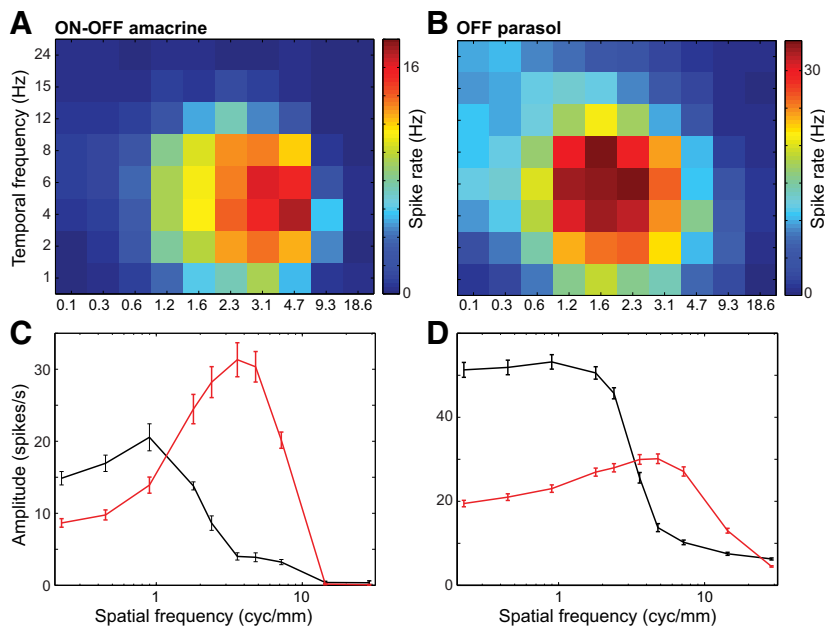 A ON-OFF amacrine
Temporal frequency (Hz)
24
15
12
8
6
4
2
1
0.1 0.3 0.6 1.2 1.6 2.3 3.1 4.7 9.3 18.6
16
0
Spike rate (Hz)
B OFF parasol
0.1 0.3 0.6 1.2 1.6 2.3 3.1 4.7 9.3 18.6
30
0
Spike rate (Hz)
C
Amplitude (spikes/s)
30
20
10
0
1 10
Spatial frequency (cyc/mm)
D
40
20
0
1 10
Spatial frequency (cyc/mm)